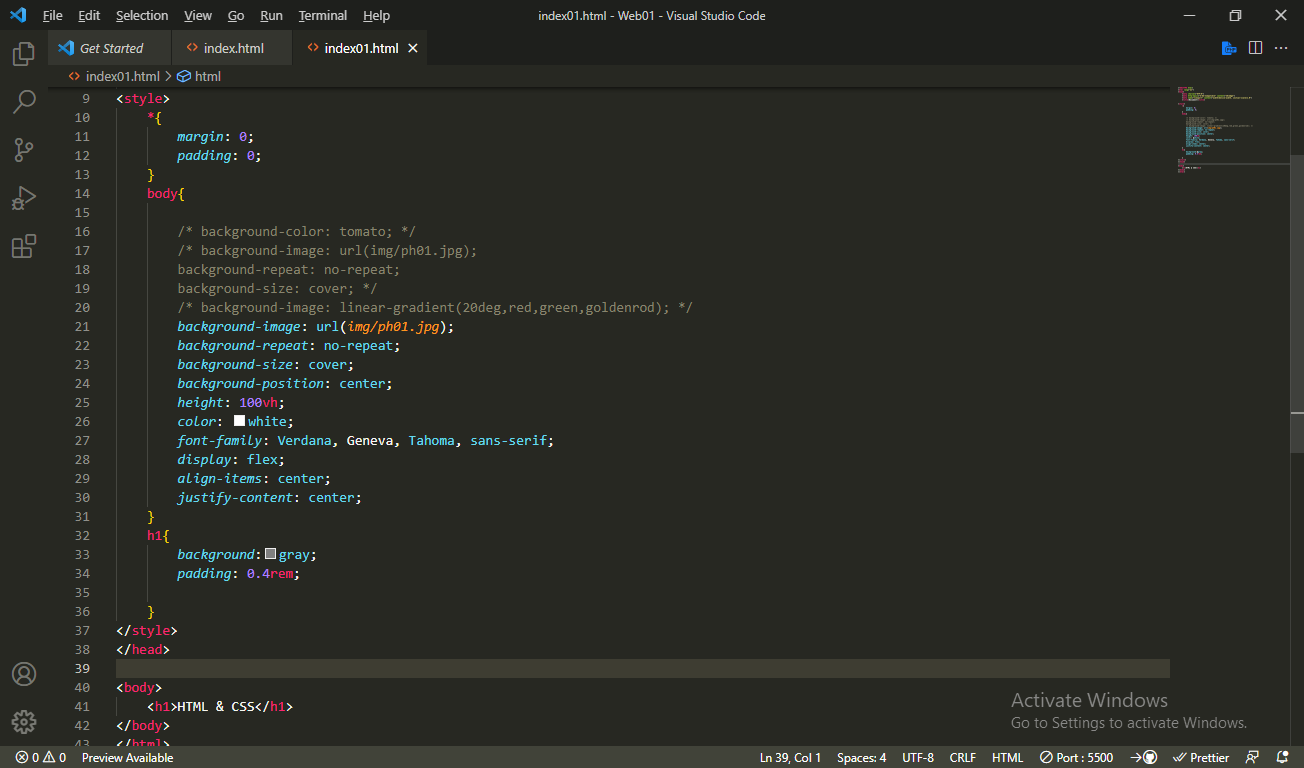 File Edit Selection View Go Run Terminal Help index01.html - Web01 - Visual Studio Code
Get Started index.html index01.html
index01.html > html
9 <style>
10 *{
11 margin: 0;
12 padding: 0;
13 }
14 body{
15
16 /* background-color: tomato; */
17 /* background-image: url(img/ph01.jpg);
18 background-repeat: no-repeat;
19 background-size: cover; */
20 /* background-image: linear-gradient(20deg,red,green,goldenrod); */
21 background-image: url(img/ph01.jpg);
22 background-repeat: no-repeat;
23 background-size: cover;
24 background-position: center;
25 height: 100vh;
26 color: white;
27 font-family: Verdana, Geneva, Tahoma, sans-serif;
28 display: flex;
29 align-items: center;
30 justify-content: center;
31 }
32 h1{
33 background: gray;
34 padding: 0.4rem;
35
36 }
37 </style>
38 </head>
39
40 <body>
41 <h1>HTML & CSS</h1>
42 </body>
43 </html>
Activate Windows
Go to Settings to activate Windows.
0 0 Preview Available Ln 39, Col 1 Spaces: 4 UTF-8 CRLF HTML Port : 5500 Prettier